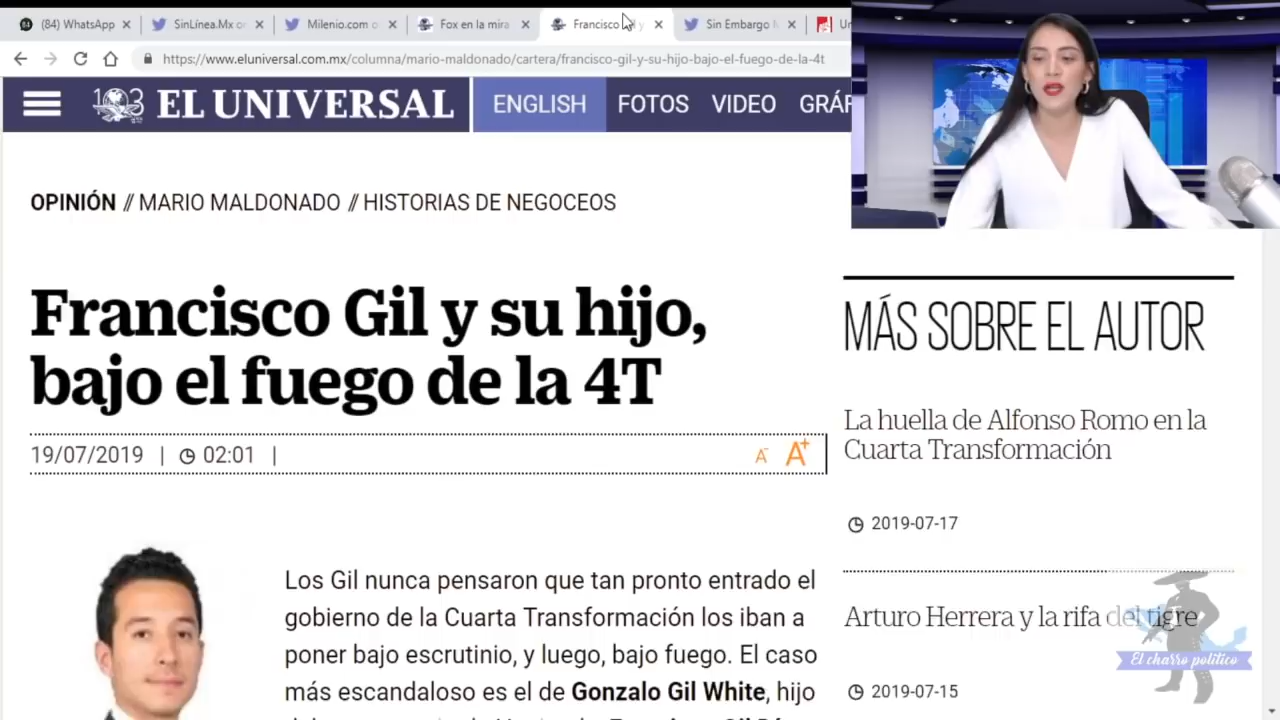 (84) WhatsApp
SinLínea.Mx
Milenio.com
Fox en la mira
Francisco
Sin Embargo
https://www.eluniversal.com.mx/columna/mario-maldonado/cartera/francisco-gil-y-su-hijo-bajo-el-fuego-de-la-4t
103 EL UNIVERSAL
ENGLISH
FOTOS
VIDEO
GRÁF
OPINIÓN // MARIO MALDONADO // HISTORIAS DE NEGOCEOS
Francisco Gil y su hijo,
bajo el fuego de la 4T
19/07/2019 | 02:01 |
A- A+
Los Gil nunca pensaron que tan pronto entrado el
gobierno de la Cuarta Transformación los iban a
poner bajo escrutinio, y luego, bajo fuego. El caso
más escandaloso es el de Gonzalo Gil White, hijo
MÁS SOBRE EL AUTOR
La huella de Alfonso Romo en la
Cuarta Transformación
2019-07-17
Arturo Herrera y la rifa del tigre
El charro político
2019-07-15